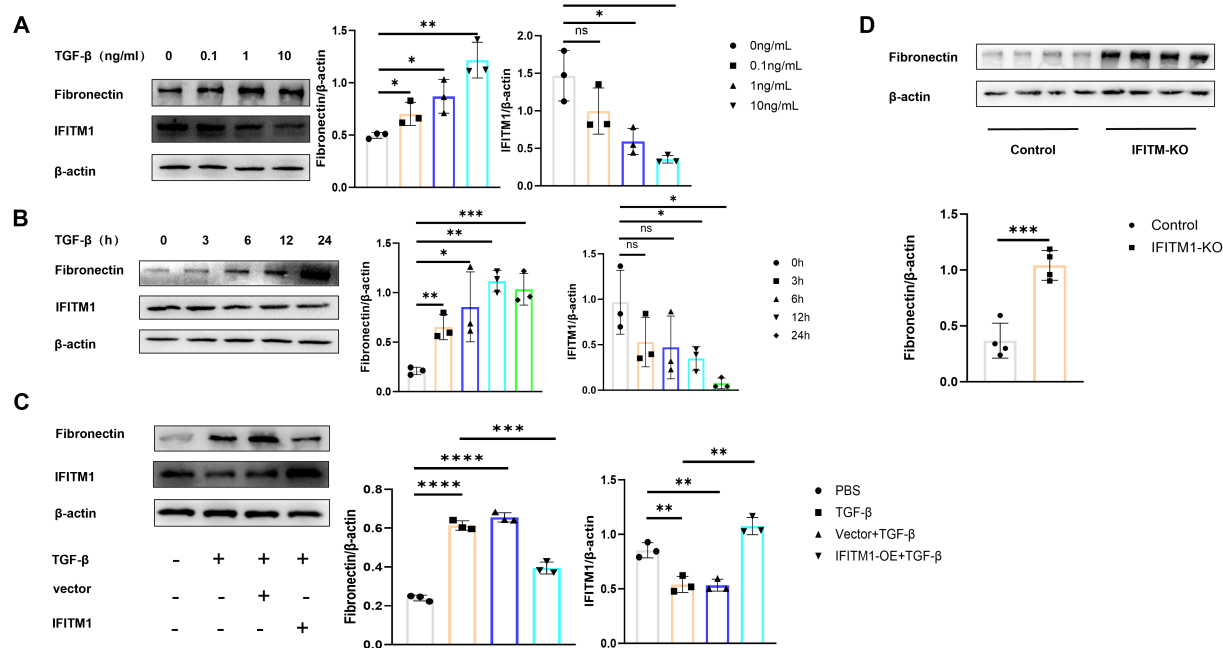 A
TGF-β（ng/ml） 0 0.1 1 10
Fibronectin
IFITM1
β-actin
Fibronectin/β-actin
1.5
1.0
0.5
0.0
*
*
**
IFITM1/β-actin
2.0
1.5
1.0
0.5
0.0
ns
*
**
0ng/mL
0.1ng/mL
1ng/mL
10ng/mL
B
TGF-β（h） 0 3 6 12 24
Fibronectin
IFITM1
β-actin
Fibronectin/β-actin
1.5
1.0
0.5
0.0
**
*
**
***
IFITM1/β-actin
1.5
1.0
0.5
0.0
ns
ns
*
*
0h
3h
6h
12h
24h
C
Fibronectin
IFITM1
β-actin
TGF-β - + + +
vector - - + -
IFITM1 - - - +
Fibronectin/β-actin
0.8
0.6
0.4
0.2
0.0
****
****
***
IFITM1/β-actin
1.5
1.0
0.5
0.0
**
**
**
PBS
TGF-β
Vector+TGF-β
IFITM1-OE+TGF-β
D
Fibronectin
β-actin
Control IFITM-KO
Fibronectin/β-actin
1.5
1.0
0.5
0.0
***
Control
IFITM1-KO